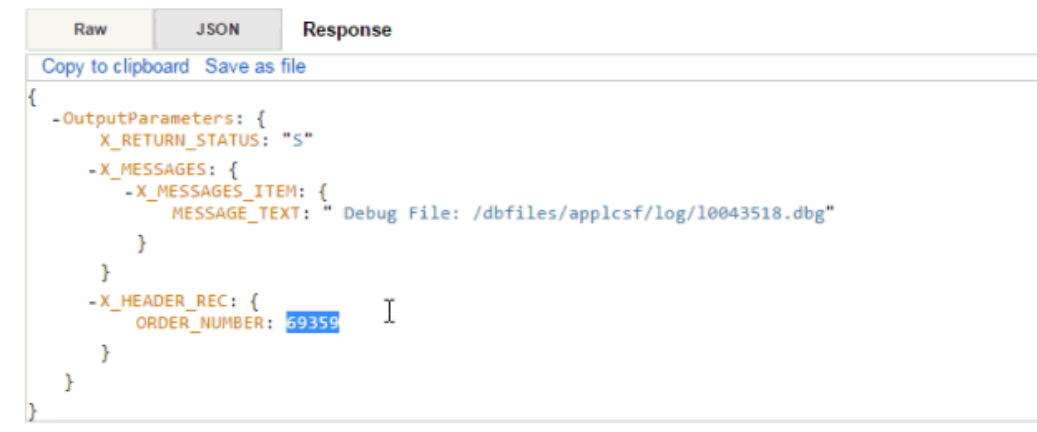 Raw JSON Response
Copy to clipboard Save as file
{
-OutputParameters: {
X_RETURN_STATUS: "S"
-X_MESSAGES: {
-X_MESSAGES_ITEM: {
MESSAGE_TEXT: " Debug File: /dbfiles/applcsf/log/l0043518.dbg"
}
}
-X_HEADER_REC: {
ORDER_NUMBER: 69359
}
}
}